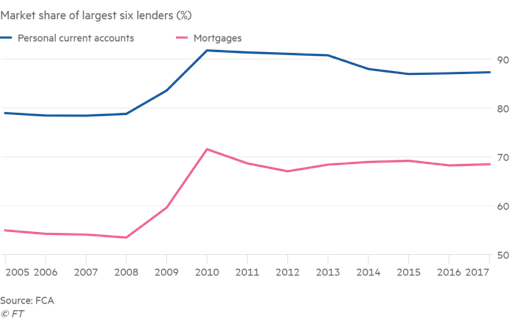 Market share of largest six lenders (%)
Personal current accounts Mortgages
90
80
70
60
50
2005 2006 2007 2008 2009 2010 2011 2012 2013 2014 2015 2016 2017
Source: FCA
© FT